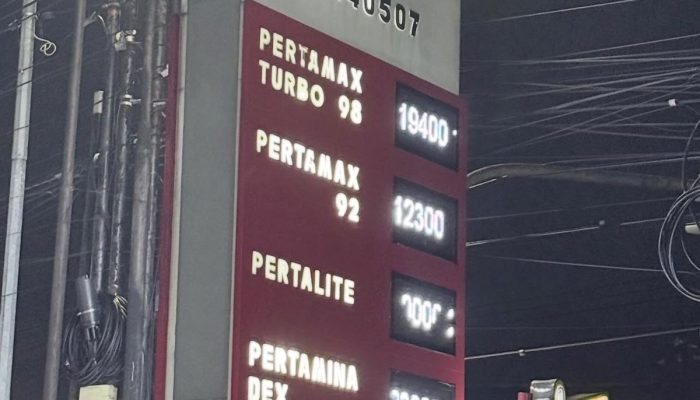 40507
PERTAMAX
TURBO 98
19400
PERTAMAX
92
12300
PERTALITE
PERTAMINA
DEX